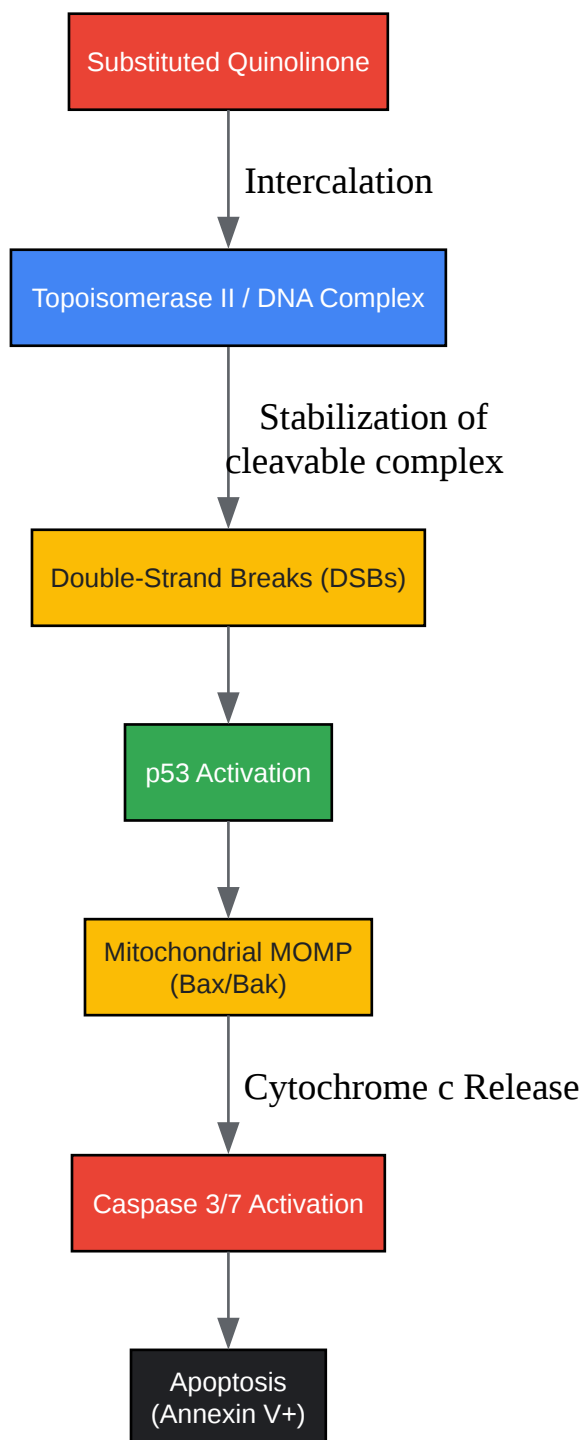 Substituted Quinolinone
Intercalation
Topoisomerase II / DNA Complex
Stabilization of
cleavable complex
Double-Strand Breaks (DSBs)
p53 Activation
Mitochondrial MOMP
(Bax/Bak)
Cytochrome c Release
Caspase 3/7 Activation
Apoptosis
(Annexin V+)